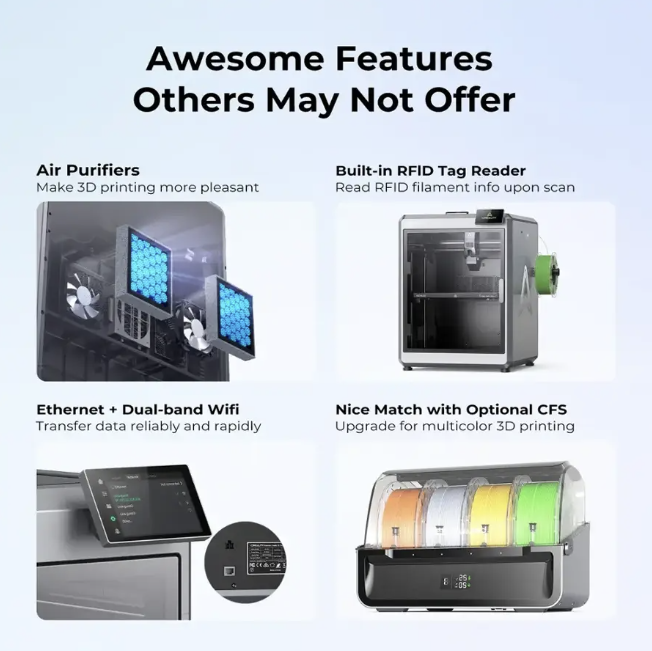 Awesome Features
Others May Not Offer
Air Purifiers
Make 3D printing more pleasant
Built-in RFID Tag Reader
Read RFID filament info upon scan
Ethernet + Dual-band Wifi
Transfer data reliably and rapidly
Nice Match with Optional CFS
Upgrade for multicolor 3D printing